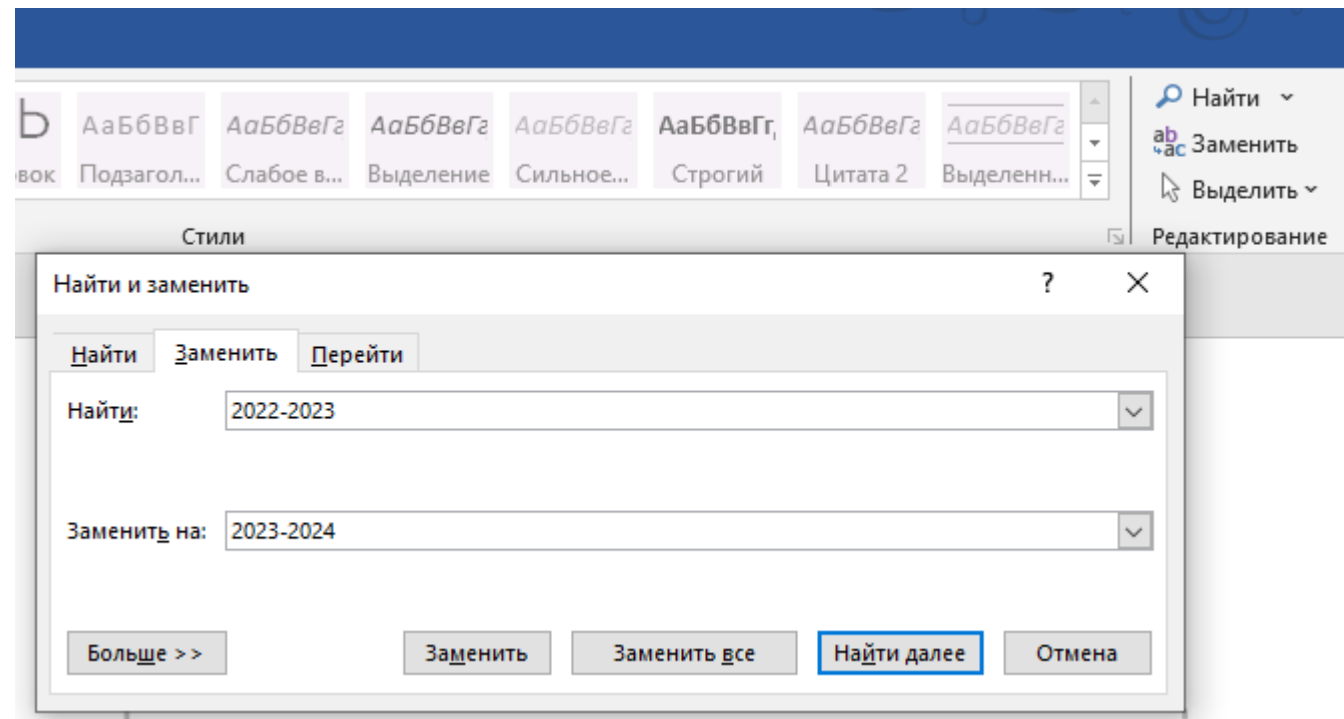 Найти
АаБбВвГ АаБбВвГг АаБбВвГг АаБбВвГг АаБбВвГг, АаБбВвГг АаБбВвГг
Заменить
вок Подзагол... Слабое в... Выделение Сильное... Строгий Цитата 2 Выделенн...
Выделить
Стили
Редактирование
Найти и заменить
Найти Заменить Перейти
Найти: 2022-2023
Заменить на: 2023-2024
Больше >> Заменить Заменить все Найти далее Отмена